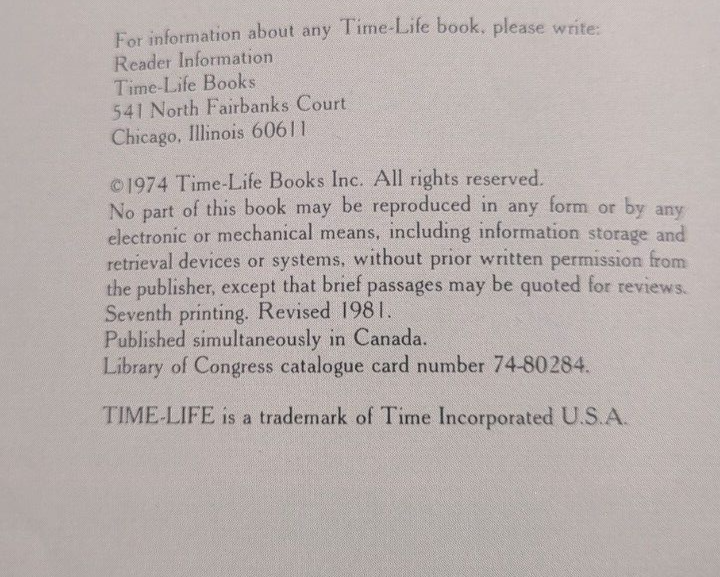 For information about any Time-Life book, please write:
Reader Information
Time-Life Books
541 North Fairbanks Court
Chicago, Illinois 60611
©1974 Time-Life Books Inc. All rights reserved.
No part of this book may be reproduced in any form or by any
electronic or mechanical means, including information storage and
retrieval devices or systems, without prior written permission from
the publisher, except that brief passages may be quoted for reviews.
Seventh printing. Revised 1981.
Published simultaneously in Canada.
Library of Congress catalogue card number 74-80284.
TIME-LIFE is a trademark of Time Incorporated U.S.A.